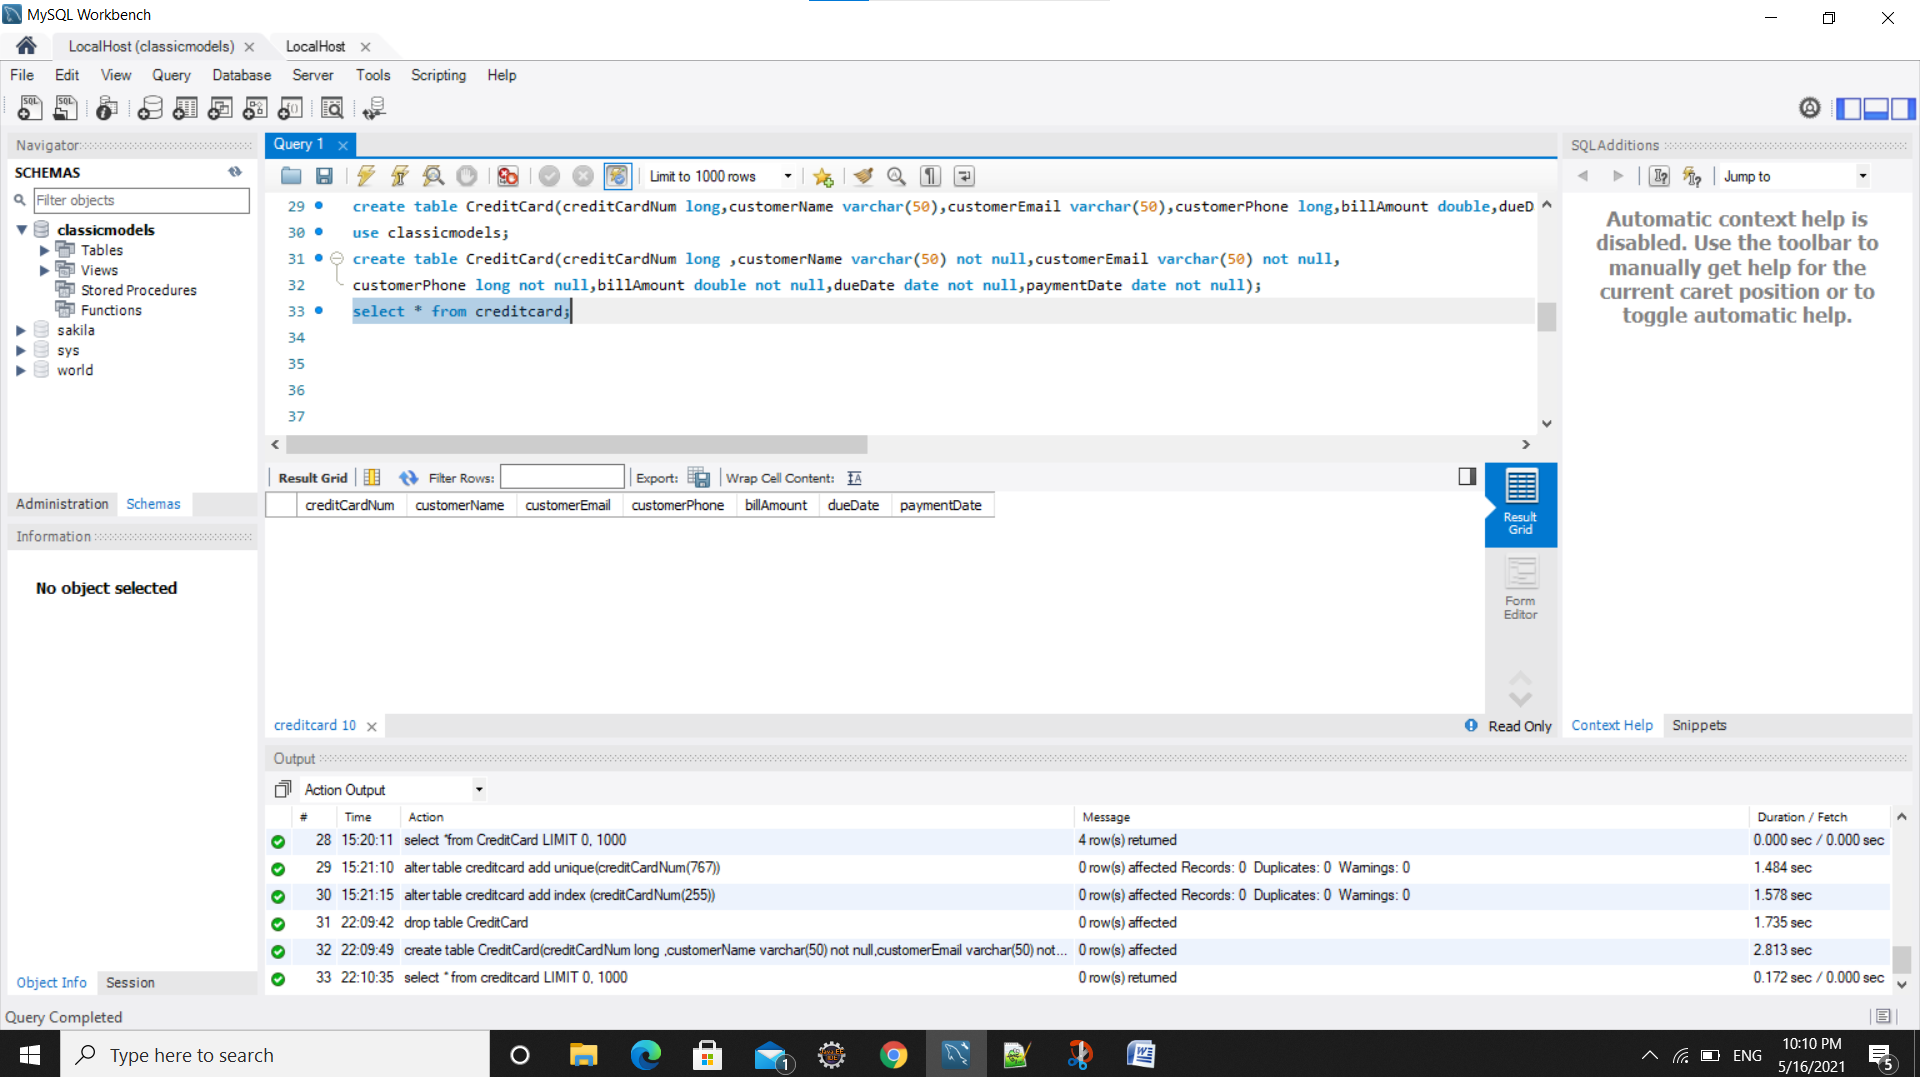 MySQL Workbench
LocalHost (classicmodels)
LocalHost
File Edit View Query Database Server Tools Scripting Help
Navigator
SCHEMAS
Filter objects
classicmodels
Tables
Views
Stored Procedures
Functions
sakila
sys
world
Administration Schemas
Information
No object selected
Object Info Session
Query 1
Limit to 1000 rows
29 create table CreditCard(creditCardNum long,customerName varchar(50),customerEmail varchar(50),customerPhone long,billAmount double,dueD
30 use classicmodels;
31 create table CreditCard(creditCardNum long ,customerName varchar(50) not null,customerEmail varchar(50) not null,
32 customerPhone long not null,billAmount double not null,dueDate date not null,paymentDate date not null);
33 select * from creditcard;
34
35
36
37
Result Grid Filter Rows: Export: Wrap Cell Content:
creditCardNum customerName customerEmail customerPhone billAmount dueDate paymentDate
Result
Grid
Form
Editor
creditcard 10
Read Only
SQLAdditions
Jump to
Automatic context help is
disabled. Use the toolbar to
manually get help for the
current caret position or to
toggle automatic help.
Context Help Snippets
Output
Action Output
# Time Action Message Duration / Fetch
28 15:20:11 select *from CreditCard LIMIT 0, 1000 4 row(s) returned 0.000 sec / 0.000 sec
29 15:21:10 alter table creditcard add unique(creditCardNum(767)) 0 row(s) affected Records: 0 Duplicates: 0 Warnings: 0 1.484 sec
30 15:21:15 alter table creditcard add index (creditCardNum(255)) 0 row(s) affected Records: 0 Duplicates: 0 Warnings: 0 1.578 sec
31 22:09:42 drop table CreditCard 0 row(s) affected 1.735 sec
32 22:09:49 create table CreditCard(creditCardNum long ,customerName varchar(50) not null,customerEmail varchar(50) not... 0 row(s) affected 2.813 sec
33 22:10:35 select * from creditcard LIMIT 0, 1000 0 row(s) returned 0.172 sec / 0.000 sec
Query Completed
Type here to search
1
ENG
10:10 PM
5/16/2021
5